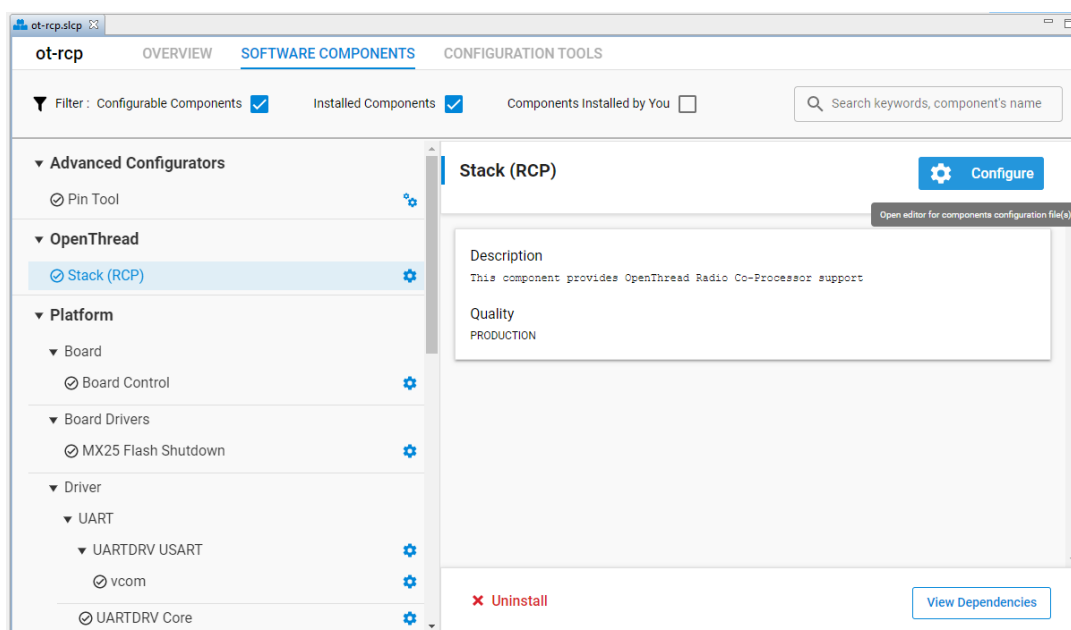 ot-rcp.slcp
ot-rcp OVERVIEW SOFTWARE COMPONENTS CONFIGURATION TOOLS
Filter : Configurable Components Installed Components Components Installed by You Search keywords, component's name
Advanced Configurators
Pin Tool
OpenThread
Stack (RCP)
Platform
Board
Board Control
Board Drivers
MX25 Flash Shutdown
Driver
UART
UARTDRV USART
vcom
UARTDRV Core
Stack (RCP)
Configure
Open editor for components configuration file(s)
Description
This component provides OpenThread Radio Co-Processor support
Quality
PRODUCTION
Uninstall
View Dependencies